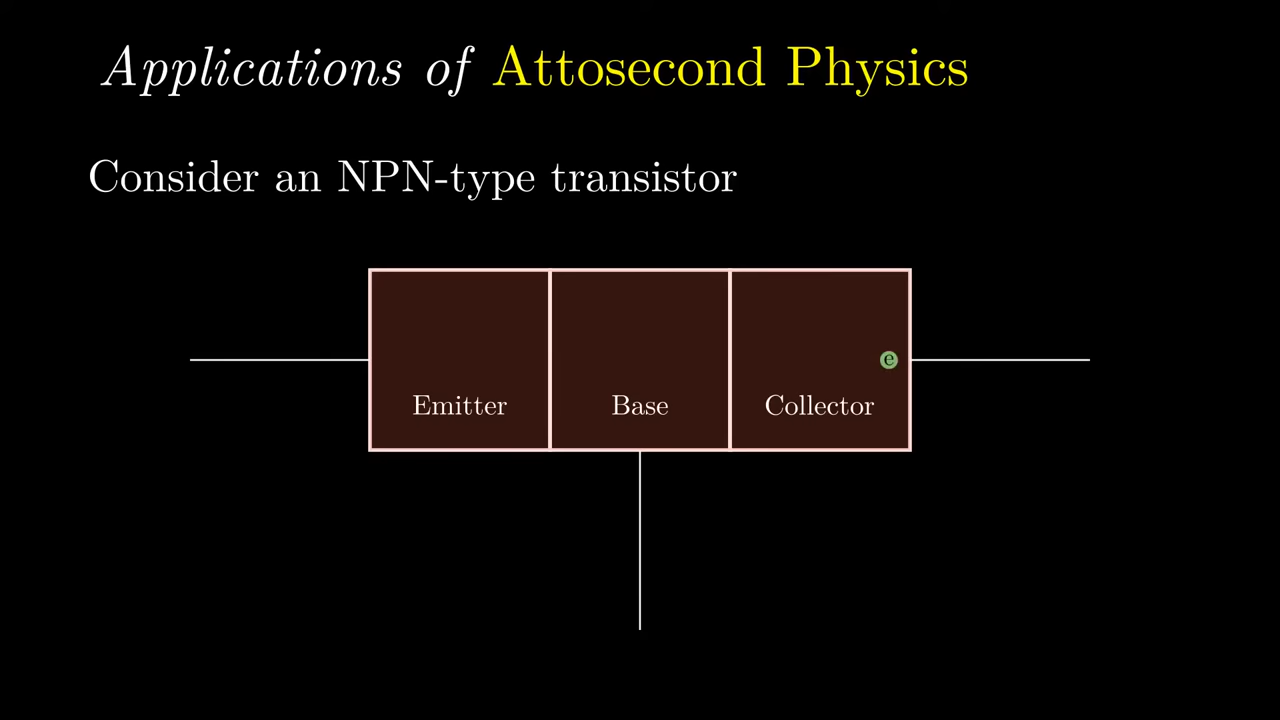 Applications of Attosecond Physics
Consider an NPN-type transistor
e
Emitter Base Collector